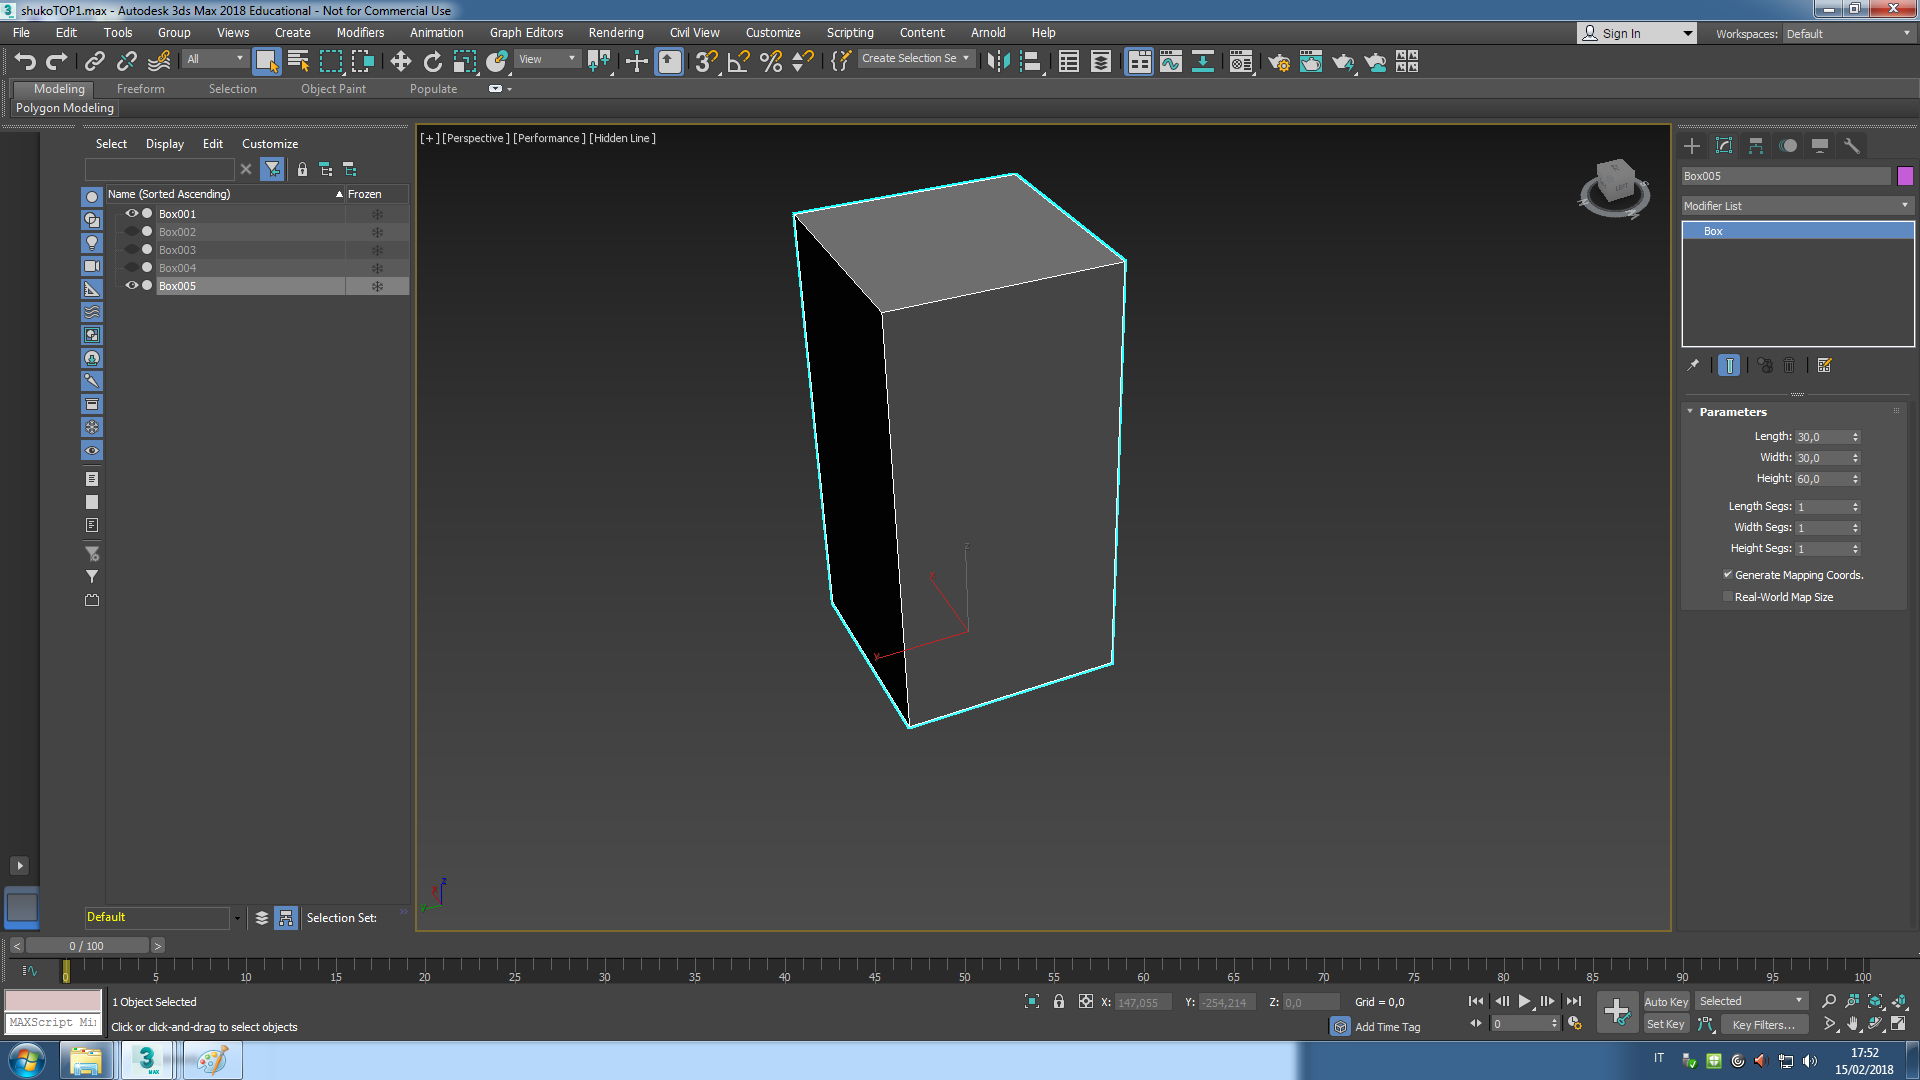 shukoTOP1.max - Autodesk 3ds Max 2018 Educational - Not for Commercial Use
File Edit Tools Group Views Create Modifiers Animation Graph Editors Rendering Civil View Customize Scripting Content Arnold Help
Sign In Workspaces: Default
All View Create Selection Se
Modeling Freeform Selection Object Paint Populate
Polygon Modeling
Select Display Edit Customize
Name (Sorted Ascending) Frozen
Box001
Box002
Box003
Box004
Box005
Default Selection Set:
[+] [Perspective] [Performance] [Hidden Line]
z
LEFT
Box005
Modifier List
Box
Parameters
Length: 30,0
Width: 30,0
Height: 60,0
Length Segs: 1
Width Segs: 1
Height Segs: 1
Generate Mapping Coords.
Real-World Map Size
< 0 / 100 >
0 5 10 15 20 25 30 35 40 45 50 55 60 65 70 75 80 85 90 95 100
1 Object Selected X: 147,055 Y: -254,214 Z: 0,0 Grid = 0,0 Auto Key Selected
MAXScript Mi
Click or click-and-drag to select objects Add Time Tag 0 Set Key Key Filters...
3 MAX
IT 17:52
15/02/2018